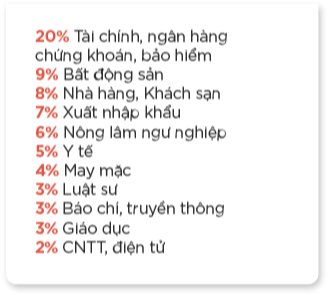 20% Tài chính, ngân hàng
chứng khoán, bảo hiểm
9% Bất động sản
8% Nhà hàng, Khách sạn
7% Xuất nhập khẩu
6% Nông lâm ngư nghiệp
5% Y tế
4% May mặc
3% Luật sư
3% Báo chí, truyền thông
3% Giáo dục
2% CNTT, điện tử